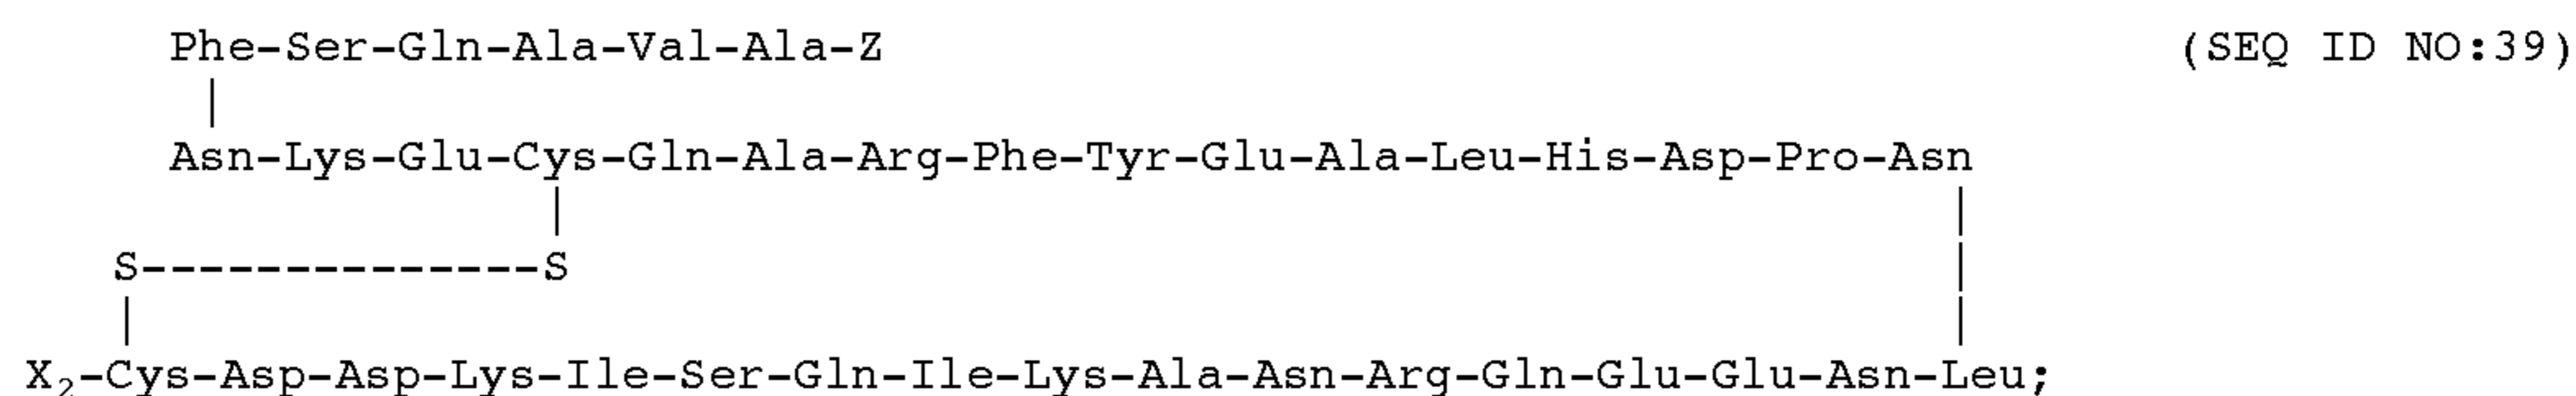 Phe-Ser-Gln-Ala-Val-Ala-Z (SEQ ID NO:39)
Asn-Lys-Glu-Cys-Gln-Ala-Arg-Phe-Tyr-Glu-Ala-Leu-His-Asp-Pro-Asn
S--------------S
X₂-Cys-Asp-Asp-Lys-Ile-Ser-Gln-Ile-Lys-Ala-Asn-Arg-Gln-Glu-Glu-Asn-Leu;